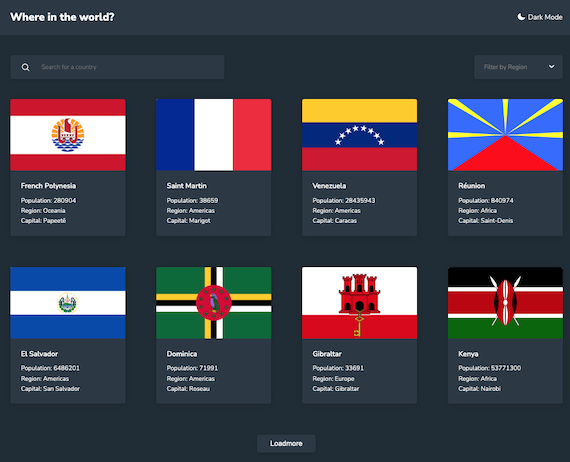 Where in the world?
Dark Mode
Search for a country
Filter by Region
French Polynesia
Population: 280904
Region: Oceania
Capital: Papeetē
Saint Martin
Population: 38659
Region: Americas
Capital: Marigot
Venezuela
Population: 28435943
Region: Americas
Capital: Caracas
Réunion
Population: 840974
Region: Africa
Capital: Saint-Denis
El Salvador
Population: 6486201
Region: Americas
Capital: San Salvador
Dominica
Population: 71991
Region: Americas
Capital: Roseau
Gibraltar
Population: 33691
Region: Europe
Capital: Gibraltar
Kenya
Population: 53771300
Region: Africa
Capital: Nairobi
Loadmore